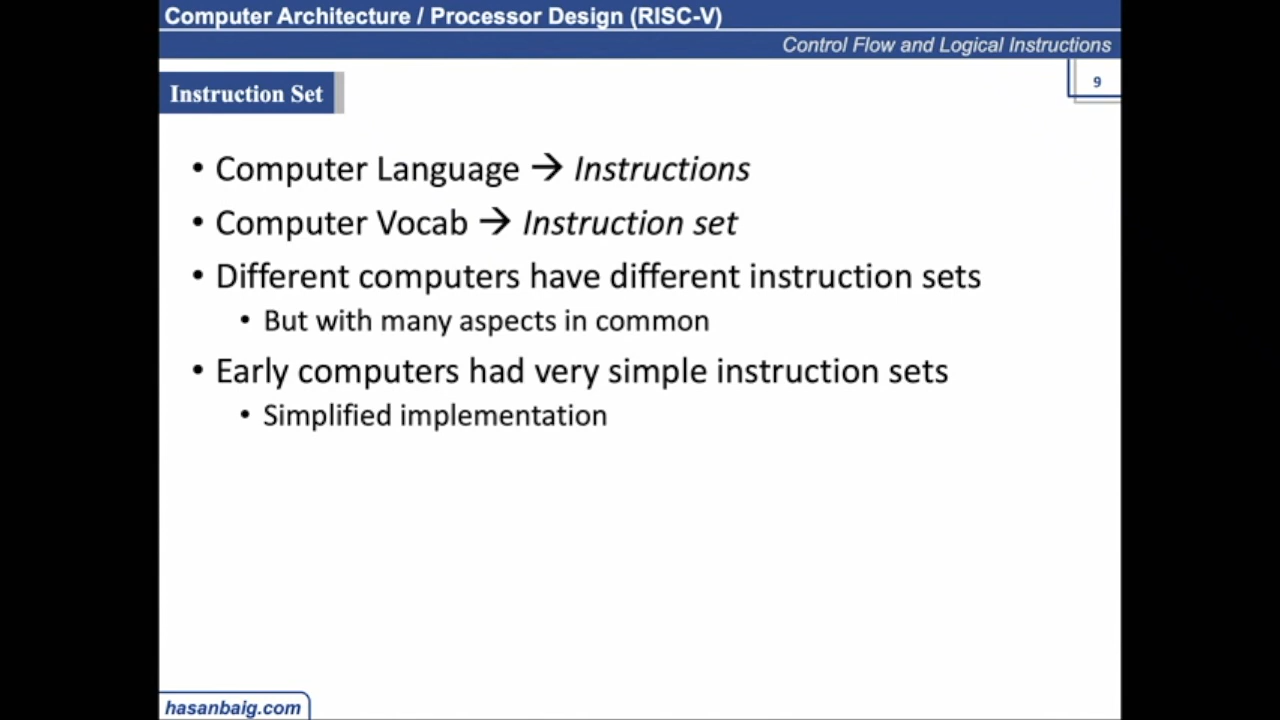 Computer Architecture / Processor Design (RISC-V)
Control Flow and Logical Instructions
Instruction Set
9
• Computer Language → Instructions
• Computer Vocab → Instruction set
• Different computers have different instruction sets
• But with many aspects in common
• Early computers had very simple instruction sets
• Simplified implementation
hasanbaig.com